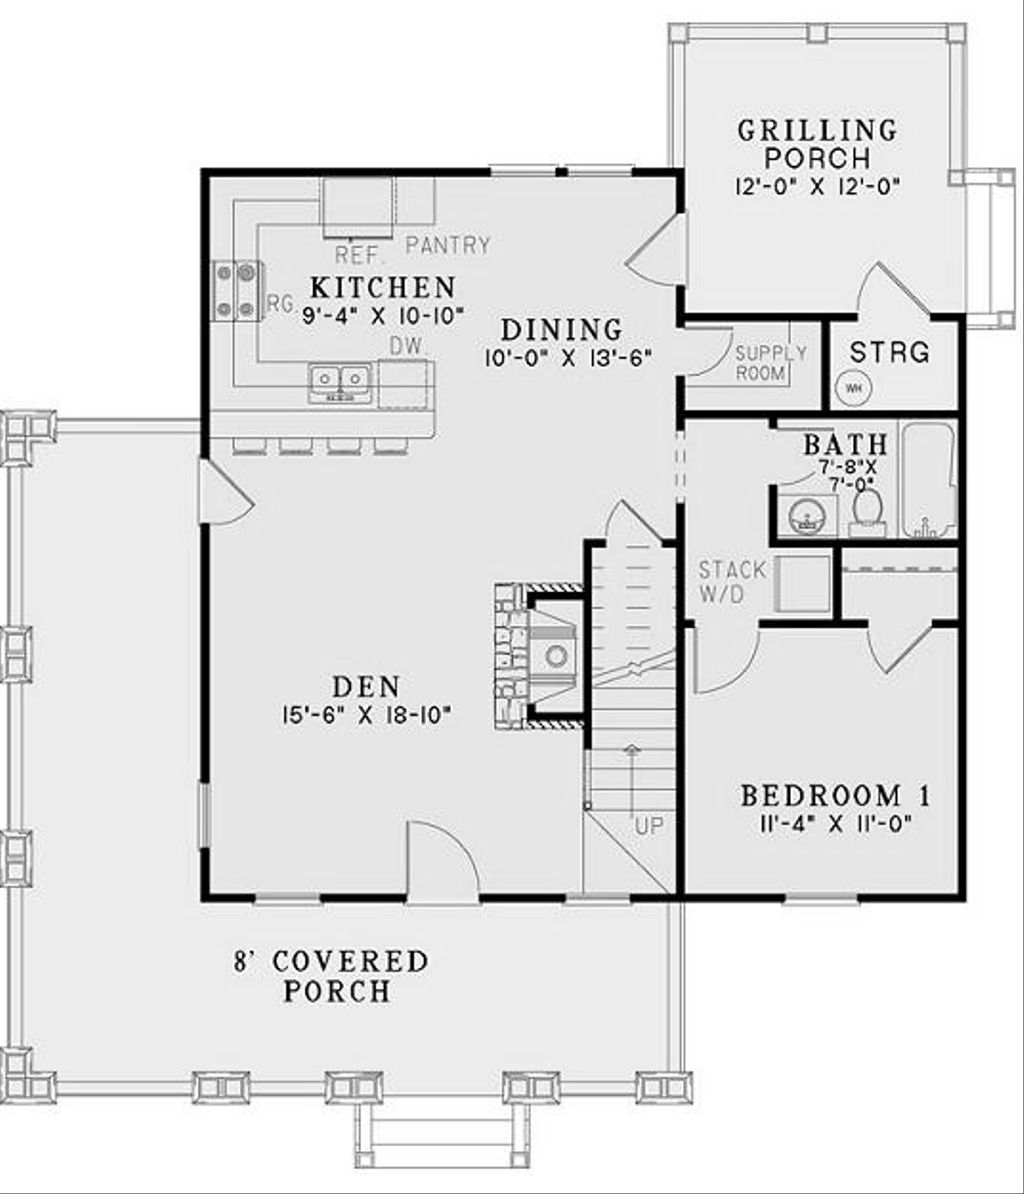 GRILLING
PORCH
12'-0" X 12'-0"
REF.
PANTRY
KITCHEN
RG.
9'-4" X 10-10"
DW
DINING
10'-0" X 13'-6"
SUPPLY
ROOM
STRG
WH
BATH
7'-8"X
7'-0"
STACK
W/D
DEN
15'-6" X 18-10"
UP
BEDROOM 1
11'-4" X 11'-0"
8' COVERED
PORCH